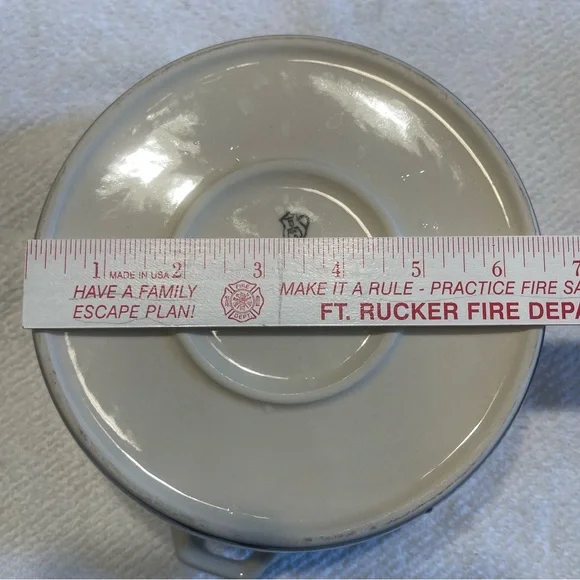 1 MADE IN USA 2 3 4 5 6 7
HAVE A FAMILY MAKE IT A RULE - PRACTICE FIRE SA
ESCAPE PLAN! FIRE DEPT. FT. RUCKER FIRE DEPA